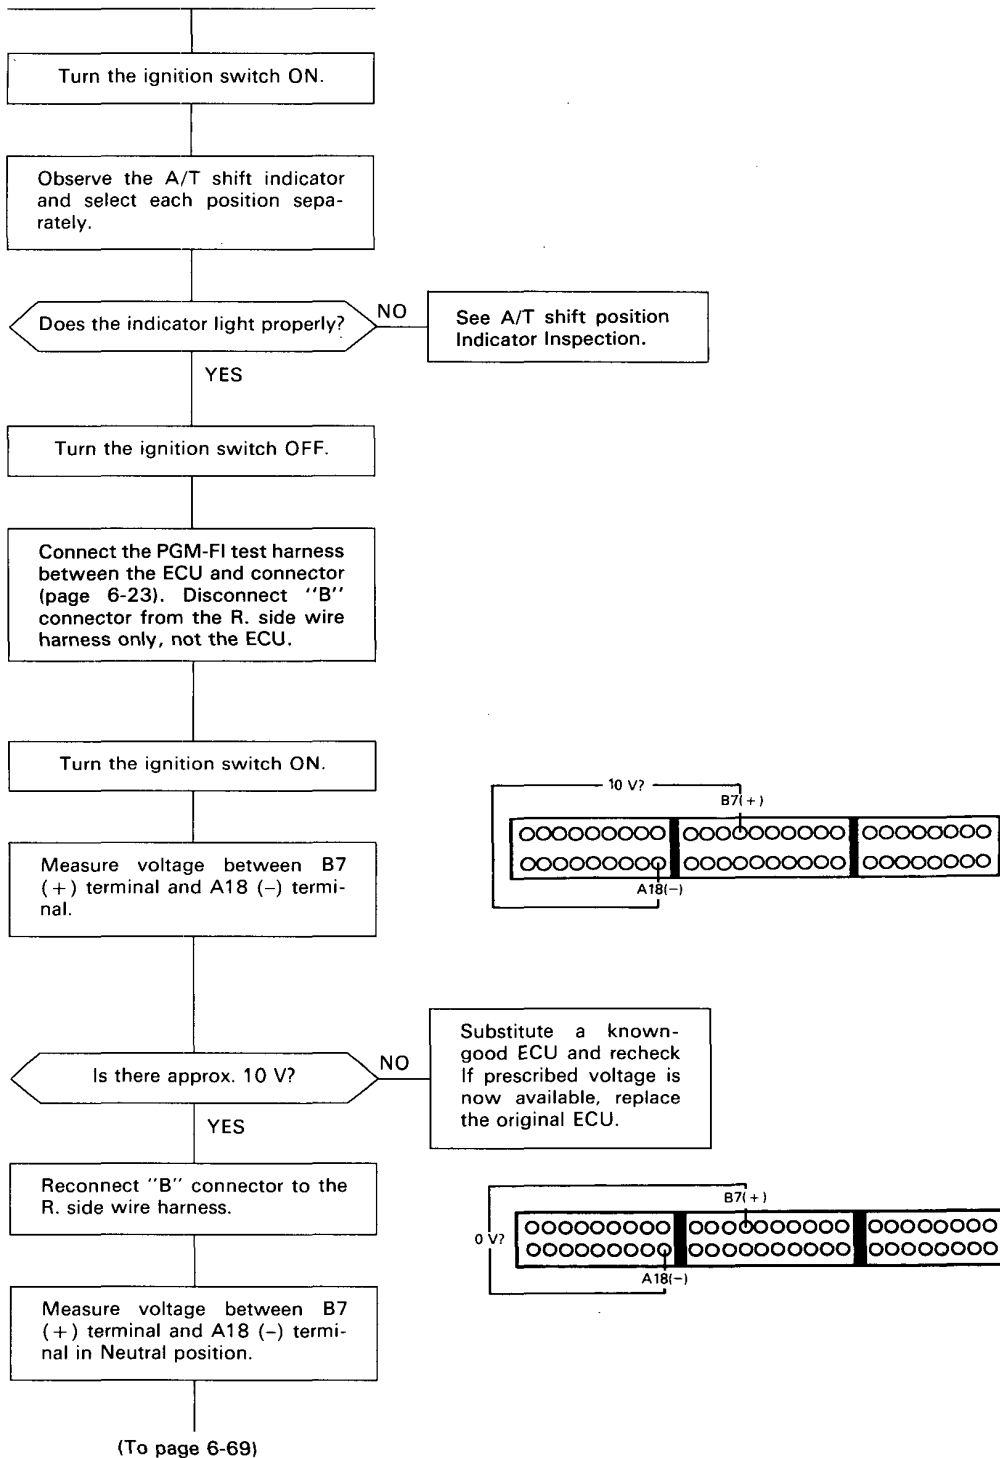 Turn the ignition switch ON.
Observe the A/T shift indicator
and select each position sepa-
rately.
Does the indicator light properly?
NO
See A/T shift position
Indicator Inspection.
YES
Turn the ignition switch OFF.
Connect the PGM-FI test harness
between the ECU and connector
(page 6-23). Disconnect "B"
connector from the R. side wire
harness only, not the ECU.
Turn the ignition switch ON.
10 V?
B7(+)
A18(-)
Measure voltage between B7
(+) terminal and A18 (-) termi-
nal.
Is there approx. 10 V?
NO
Substitute a known-
good ECU and recheck
If prescribed voltage is
now available, replace
the original ECU.
YES
Reconnect "B" connector to the
R. side wire harness.
B7(+)
0 V?
A18(-)
Measure voltage between B7
(+) terminal and A18 (-) termi-
nal in Neutral position.
(To page 6-69)